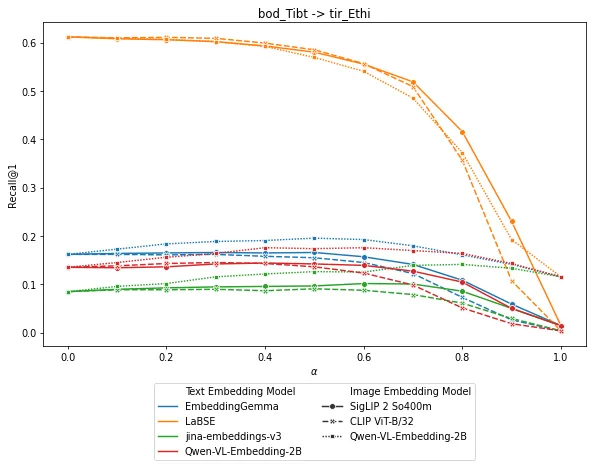 bod_Tibt -> tir_Ethi
Recall@1
0.6
0.5
0.4
0.3
0.2
0.1
0.0
0.0 0.2 0.4 0.6 0.8 1.0
α
Text Embedding Model Image Embedding Model
EmbeddingGemma SigLIP 2 So400m
LaBSE CLIP ViT-B/32
jina-embeddings-v3 Qwen-VL-Embedding-2B
Qwen-VL-Embedding-2B